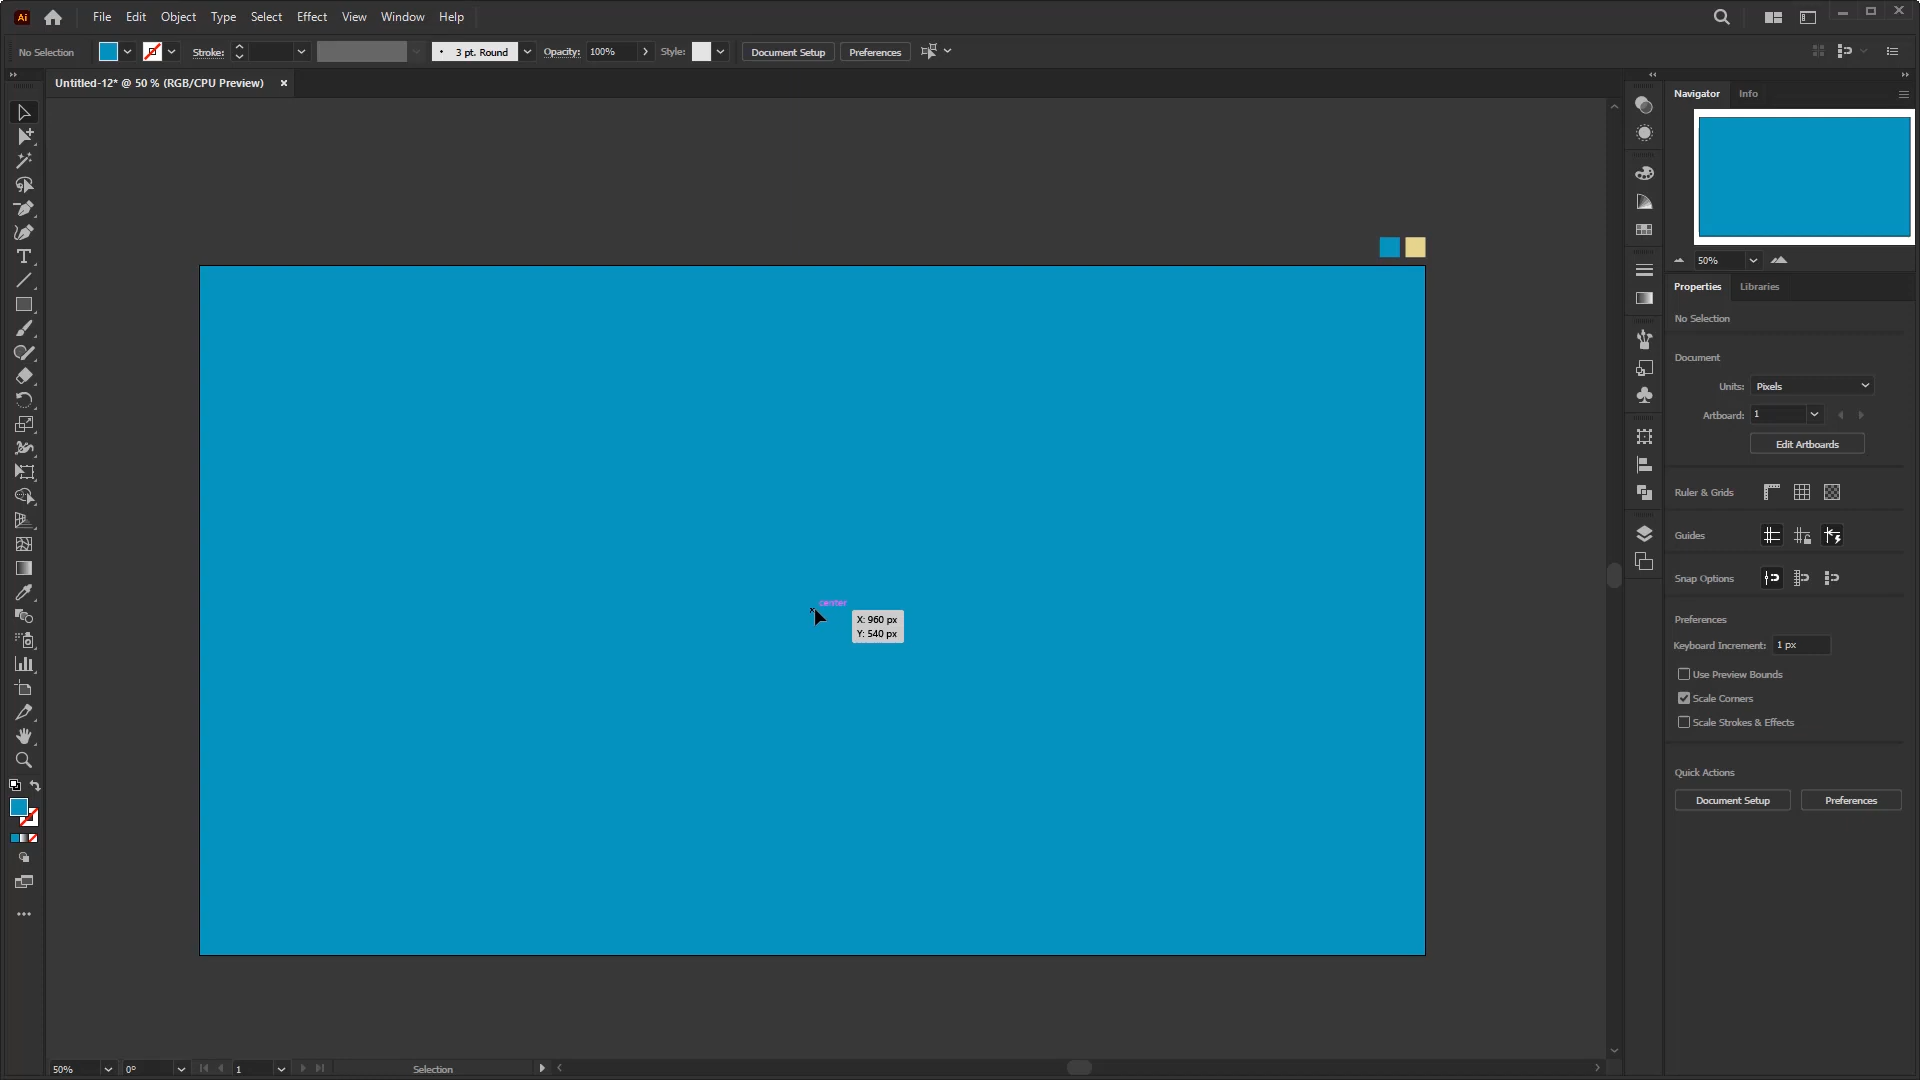 Ai File Edit Object Type Select Effect View Window Help
No Selection Stroke: 3 pt. Round Opacity: 100% Style: Document Setup Preferences
Untitled-12* @ 50 % (RGB/CPU Preview)
Navigator Info
50%
Properties Libraries
No Selection
Document
Units: Pixels
Artboard: 1
Edit Artboards
Ruler & Grids
Guides
Snap Options
center
X: 960 px
Y: 540 px
Preferences
Keyboard Increment: 1 px
Use Preview Bounds
Scale Corners
Scale Strokes & Effects
Quick Actions
Document Setup Preferences
50% 0° 1 Selection